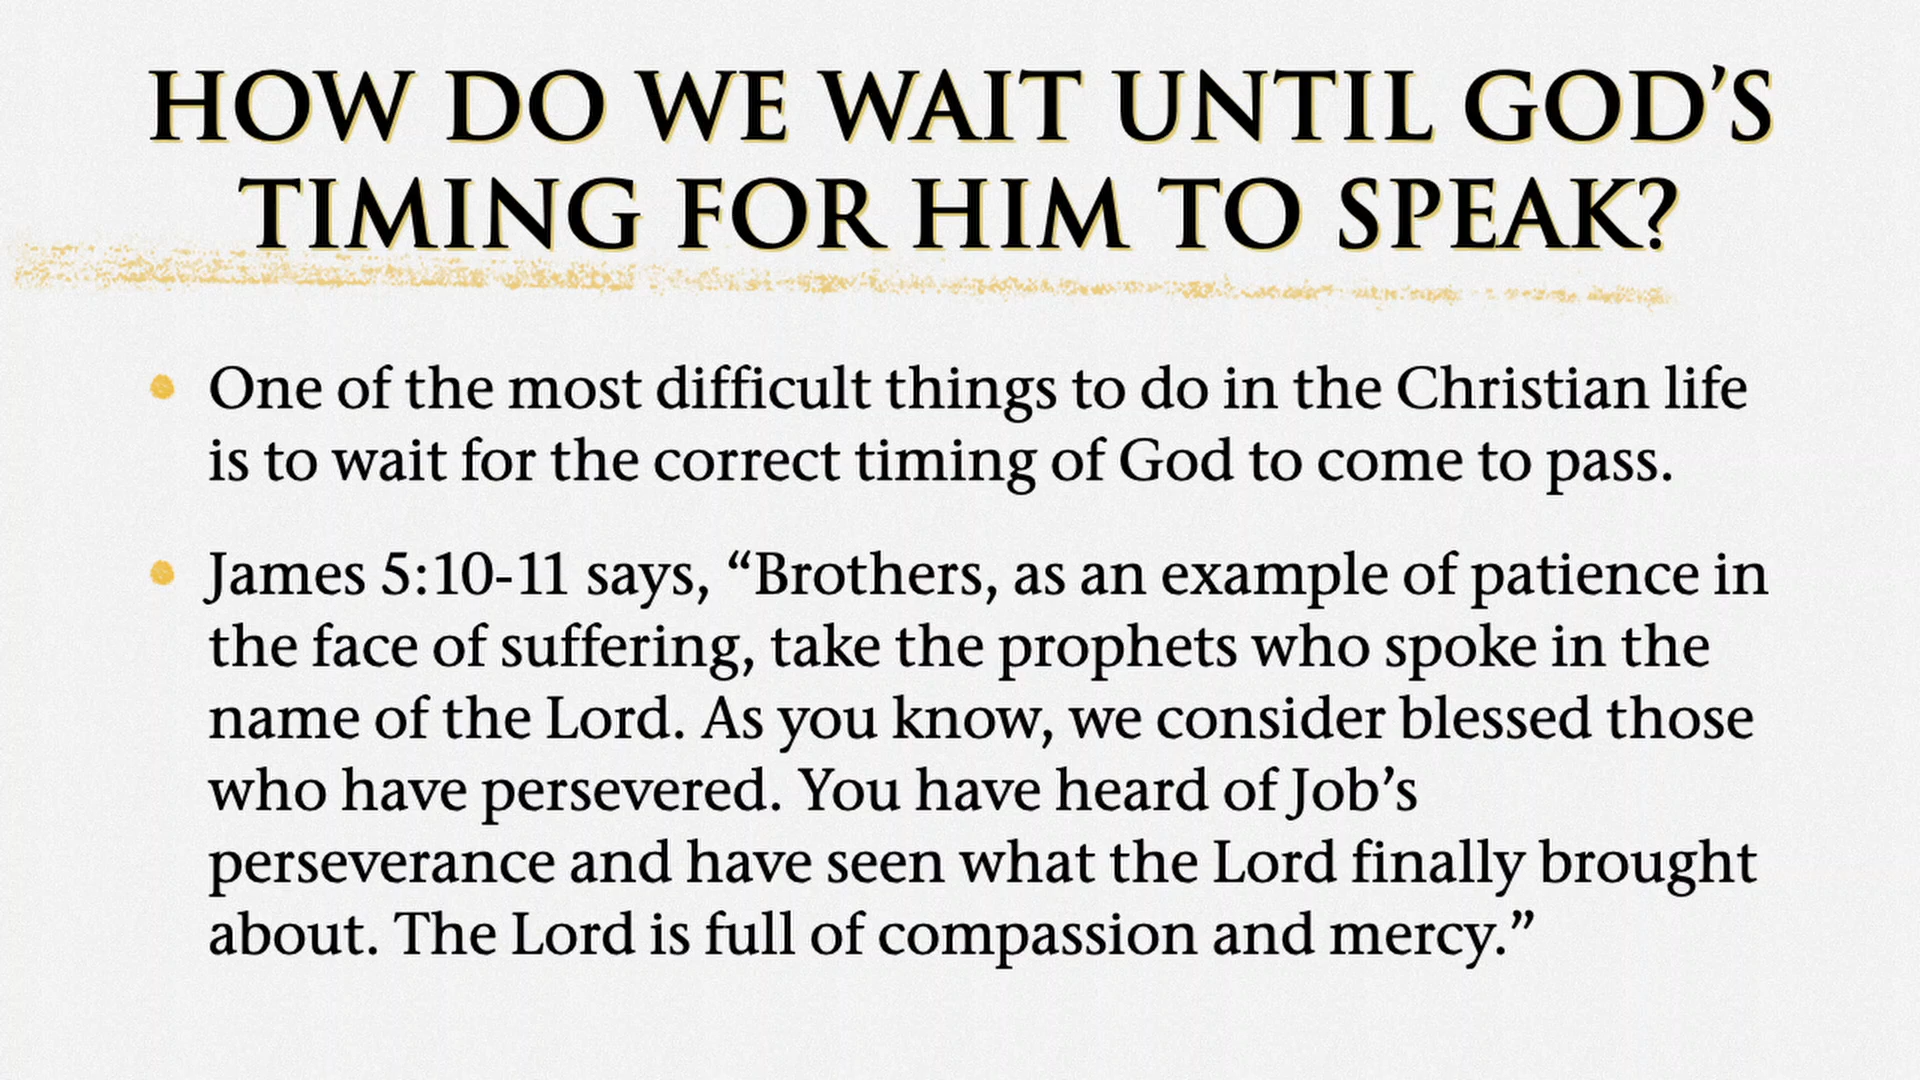 HOW DO WE WAIT UNTIL GOD’S
TIMING FOR HIM TO SPEAK?
One of the most difficult things to do in the Christian life
is to wait for the correct timing of God to come to pass.
James 5:10-11 says, “Brothers, as an example of patience in
the face of suffering, take the prophets who spoke in the
name of the Lord. As you know, we consider blessed those
who have persevered. You have heard of Job’s
perseverance and have seen what the Lord finally brought
about. The Lord is full of compassion and mercy.”